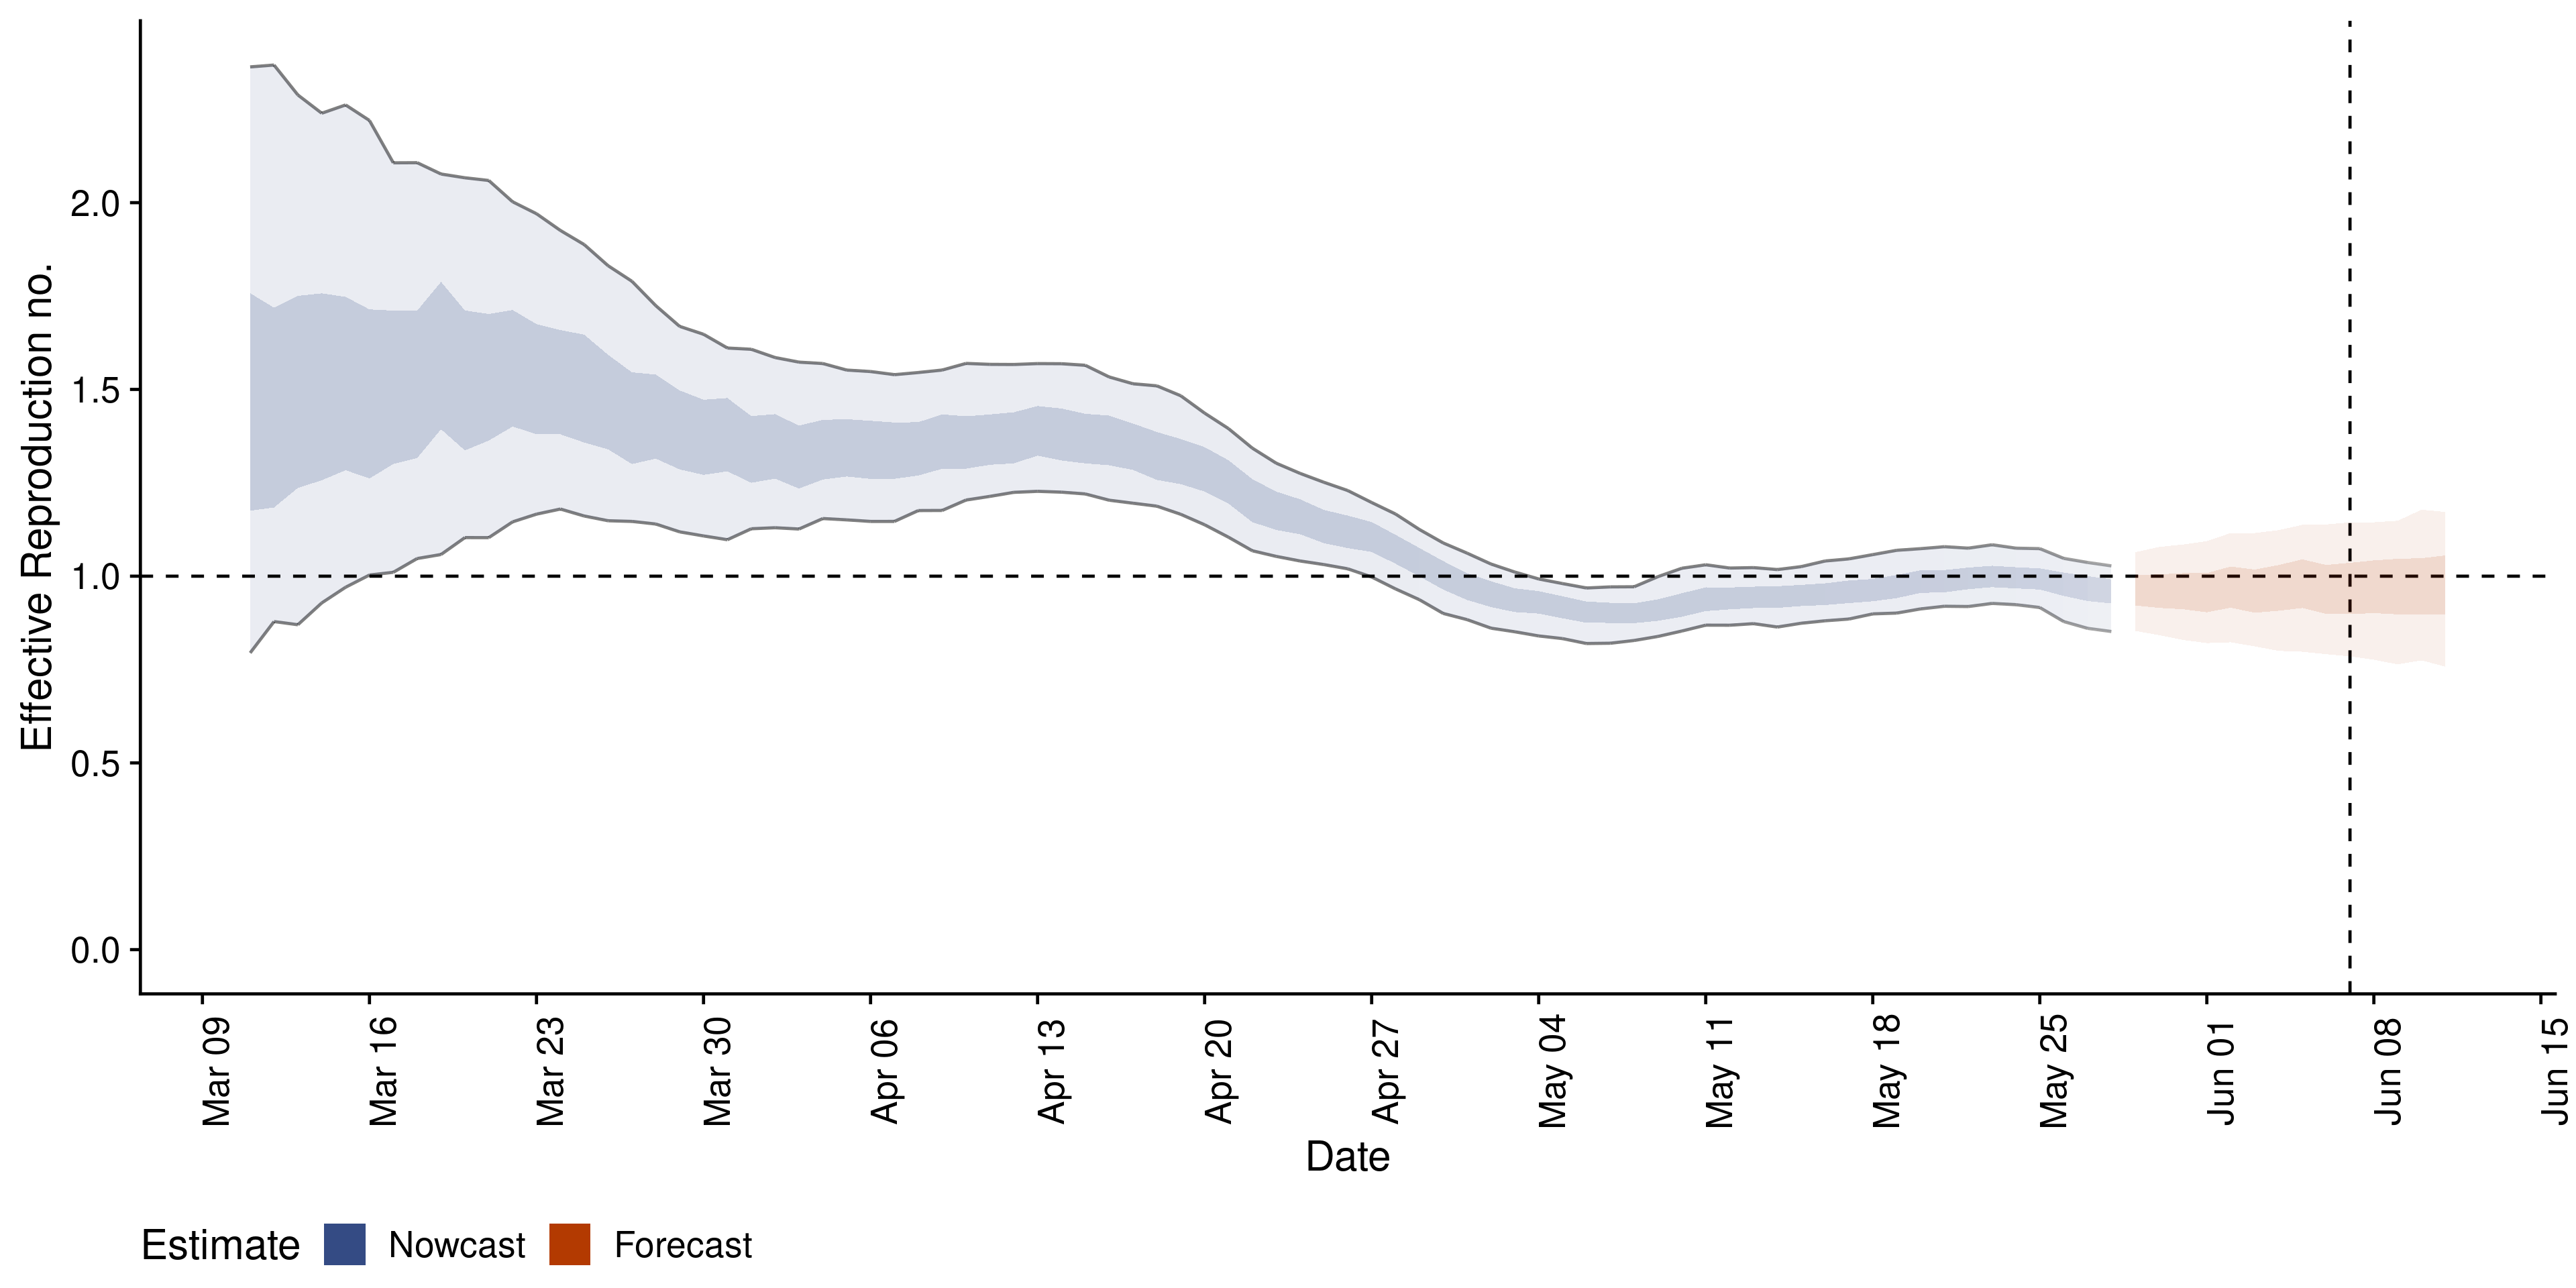 Effective Reproduction no.
2.0
1.5
1.0
0.5
0.0
Mar 09
Mar 16
Mar 23
Mar 30
Apr 06
Apr 13
Apr 20
Apr 27
May 04
May 11
May 18
May 25
Jun 01
Jun 08
Jun 15
Date
Estimate Nowcast Forecast